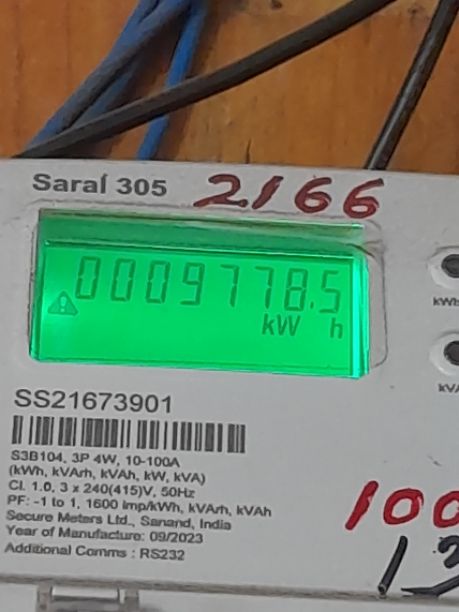 Saral 305 2166
0009778.5
kW h
kWh
kVA
SS21673901
S3B104, 3P 4W, 10-100A
(kWh, kVArh, kVAh, kW, kVA)
Cl. 1.0, 3 x 240(415)V, 50Hz
PF: -1 to 1, 1600 imp/kWh, kVArh, kVAh
Secure Meters Ltd., Sanand, India
Year of Manufacture: 09/2023
Additional Comms : RS232
100